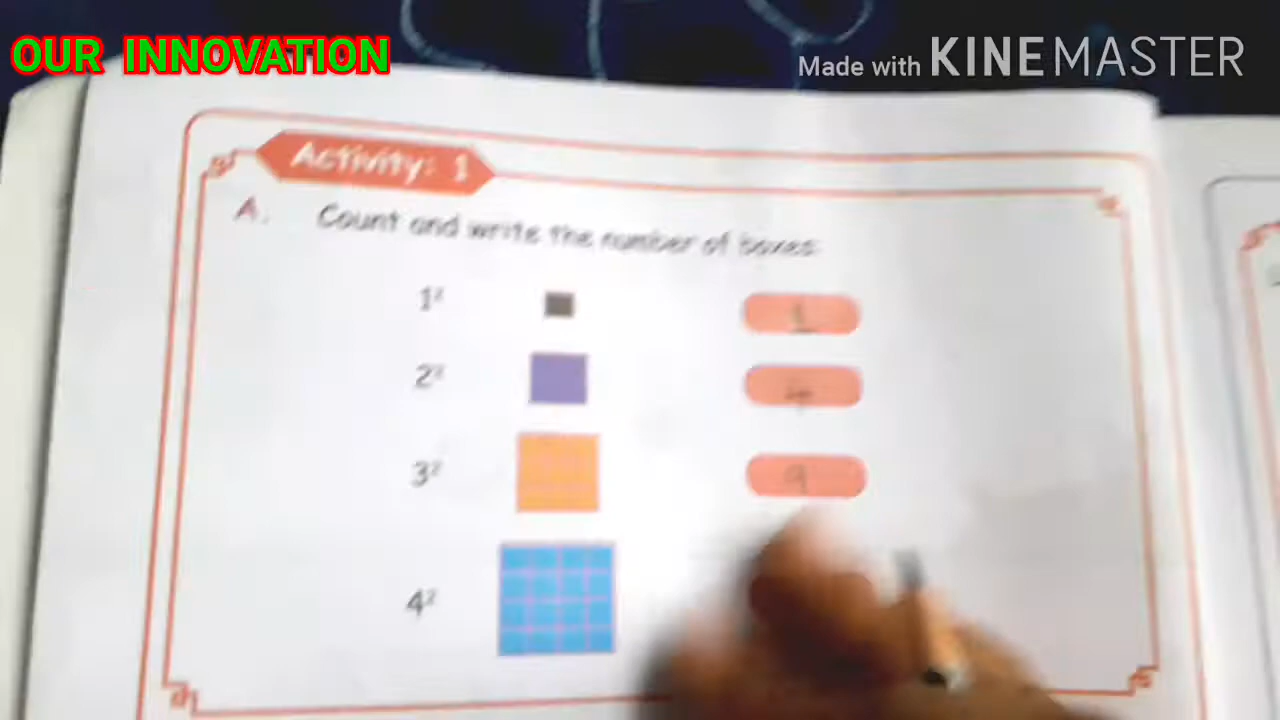 OUR INNOVATION
Made with KINEMASTER
Activity: 1
A. Count and write the number of boxes
1² 1
2² 4
3² 9
4²